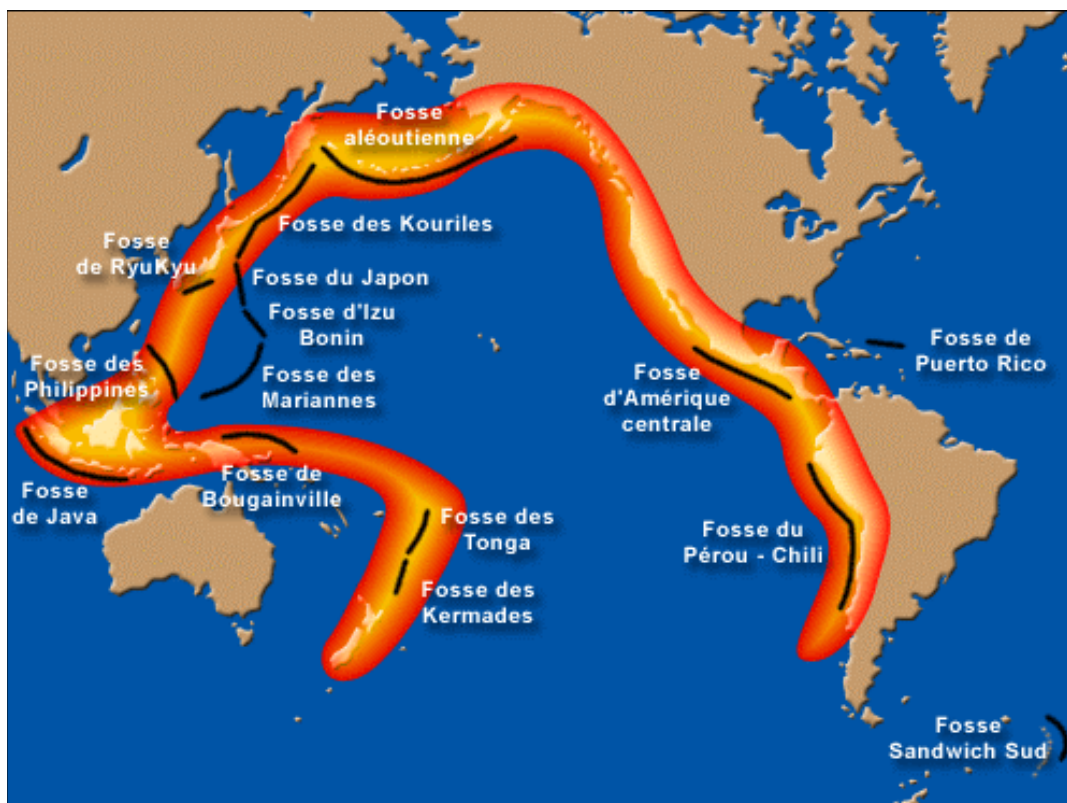 Fosse
aléoutienne
Fosse des Kouriles
Fosse
de RyuKyu
Fosse du Japon
Fosse d'Izu
Bonin
Fosse des
Mariannes
Fosse des
Philippines
Fosse de
Puerto Rico
Fosse
d'Amérique
centrale
Fosse
de Java
Fosse de
Bougainville
Fosse des
Tonga
Fosse du
Pérou - Chili
Fosse des
Kermades
Fosse
Sandwich Sud